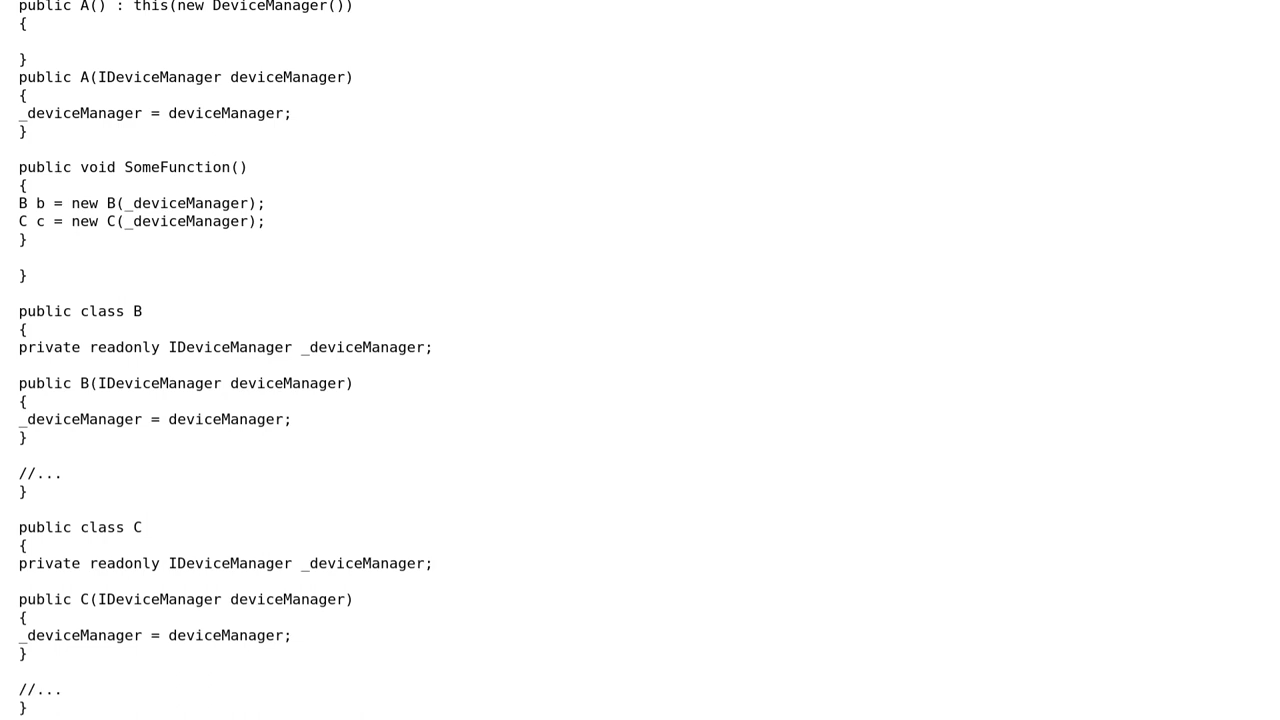 public A() : this(new DeviceManager())
{
}
public A(IDeviceManager deviceManager)
{
_deviceManager = deviceManager;
}
public void SomeFunction()
{
B b = new B(_deviceManager);
C c = new C(_deviceManager);
}
}
public class B
{
private readonly IDeviceManager _deviceManager;
public B(IDeviceManager deviceManager)
{
_deviceManager = deviceManager;
}
//...
}
public class C
{
private readonly IDeviceManager _deviceManager;
public C(IDeviceManager deviceManager)
{
_deviceManager = deviceManager;
}
//...
}